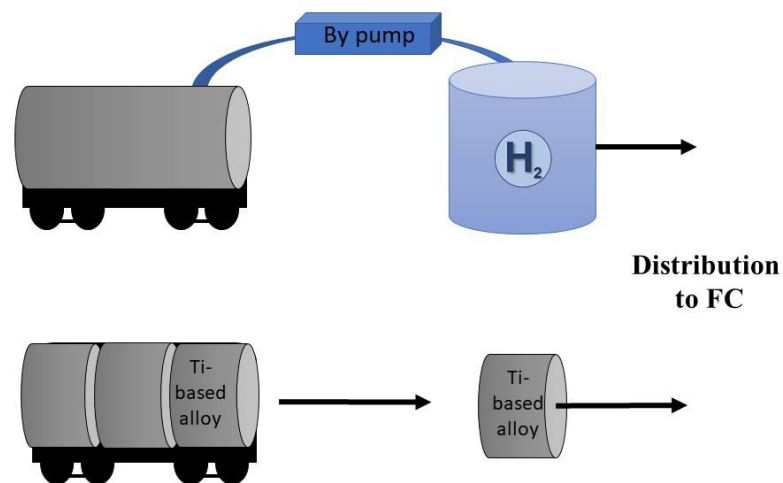 By pump
H₂
Distribution
to FC
Ti-
based
alloy
Ti-
based
alloy